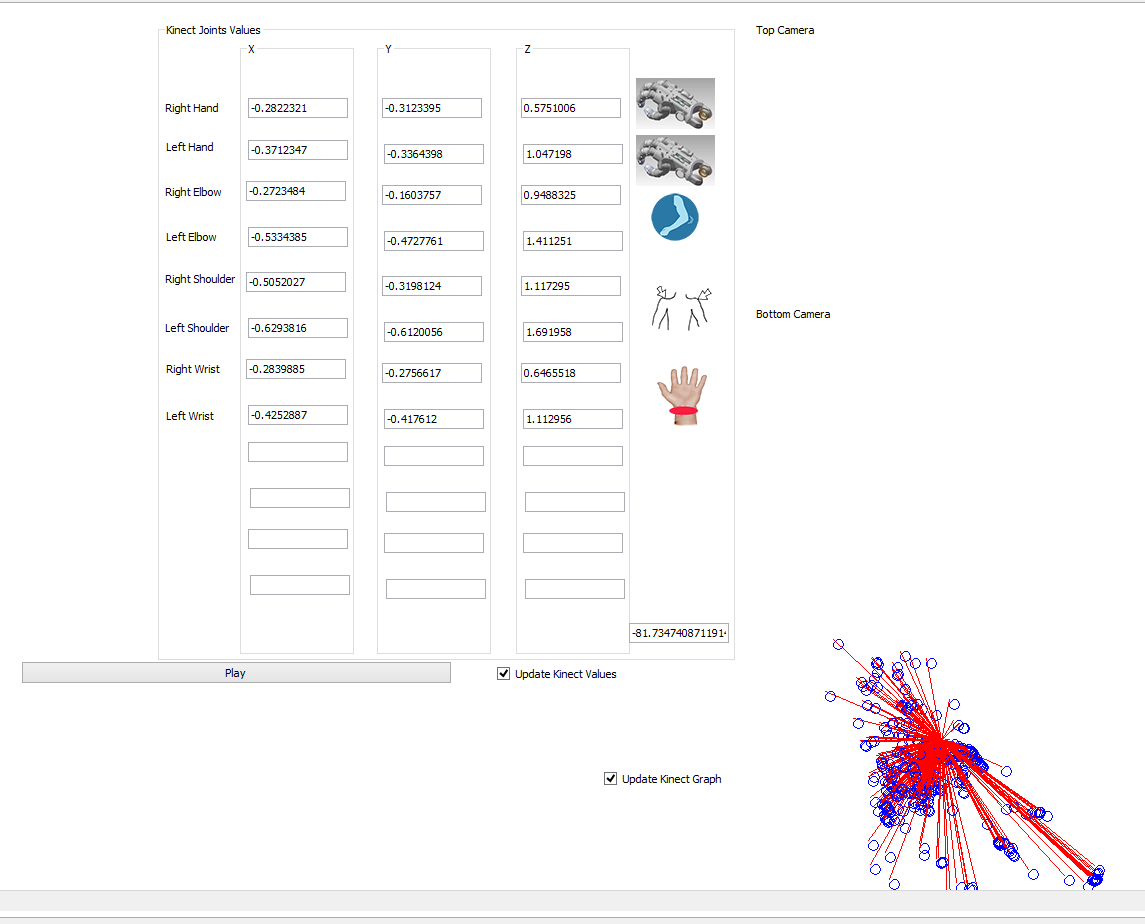 Kinect Joints Values
Top Camera
X Y Z
Right Hand -0.2822321 -0.3123395 0.5751006
Left Hand -0.3712347 -0.3364398 1.047198
Right Elbow -0.2723484 -0.1603757 0.9488325
Left Elbow -0.5334385 -0.4727761 1.411251
Right Shoulder -0.5052027 -0.3198124 1.117295
Bottom Camera
Left Shoulder -0.6293816 -0.6120056 1.691958
Right Wrist -0.2839885 -0.2756617 0.6465518
Left Wrist -0.4252887 -0.417612 1.112956
-81.734740871191
Play
Update Kinect Values
Update Kinect Graph